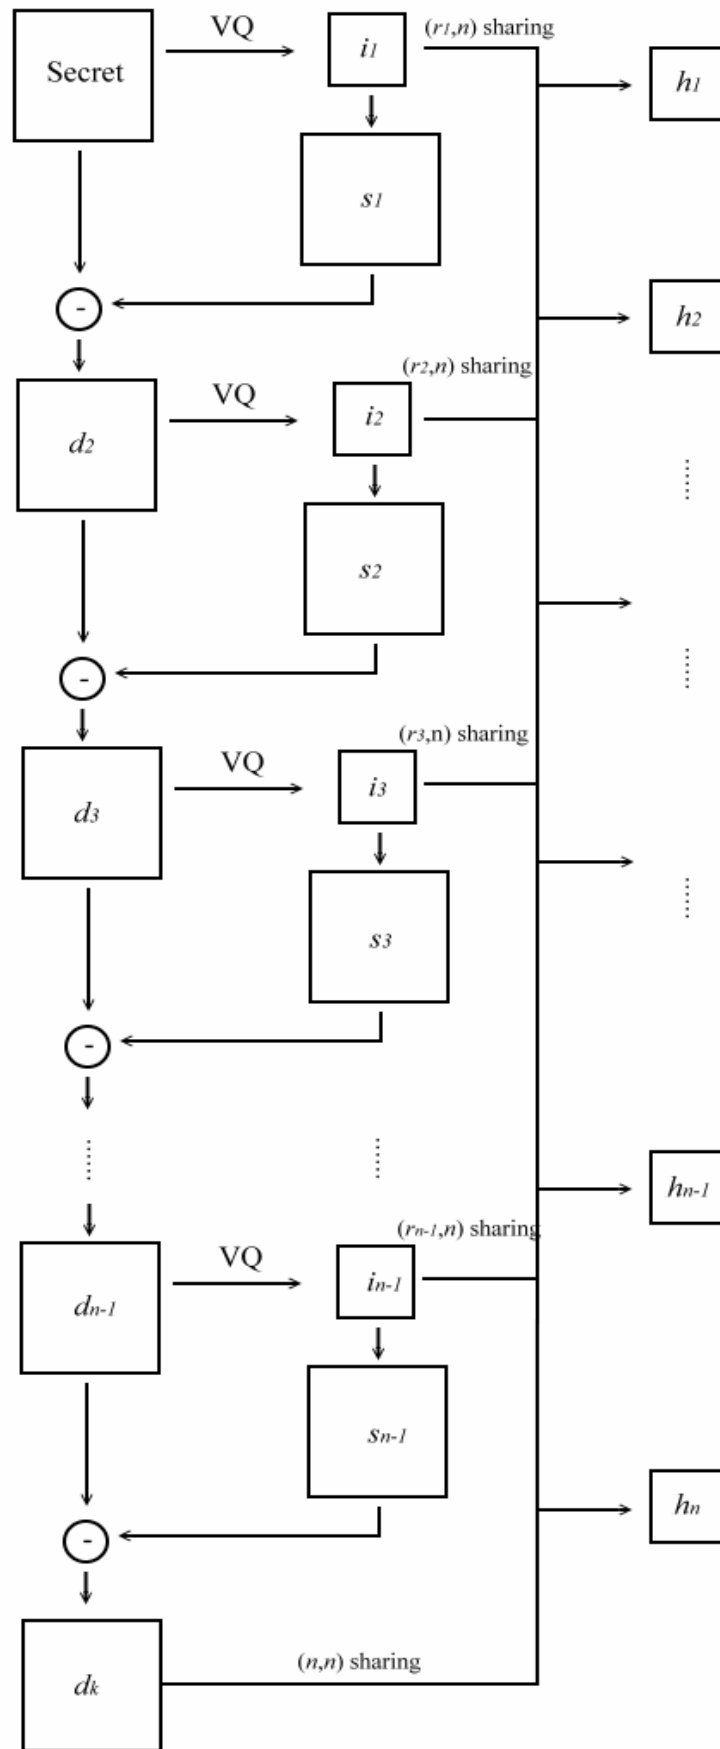 VQ
(r1,n) sharing
Secret
i1
h1
s1
-
h2
(r2,n) sharing
VQ
i2
d2
s2
-
(r3,n) sharing
VQ
i3
d3
s3
-
hn-1
(rn-1,n) sharing
VQ
in-1
dn-1
sn-1
hn
-
(n,n) sharing
dk